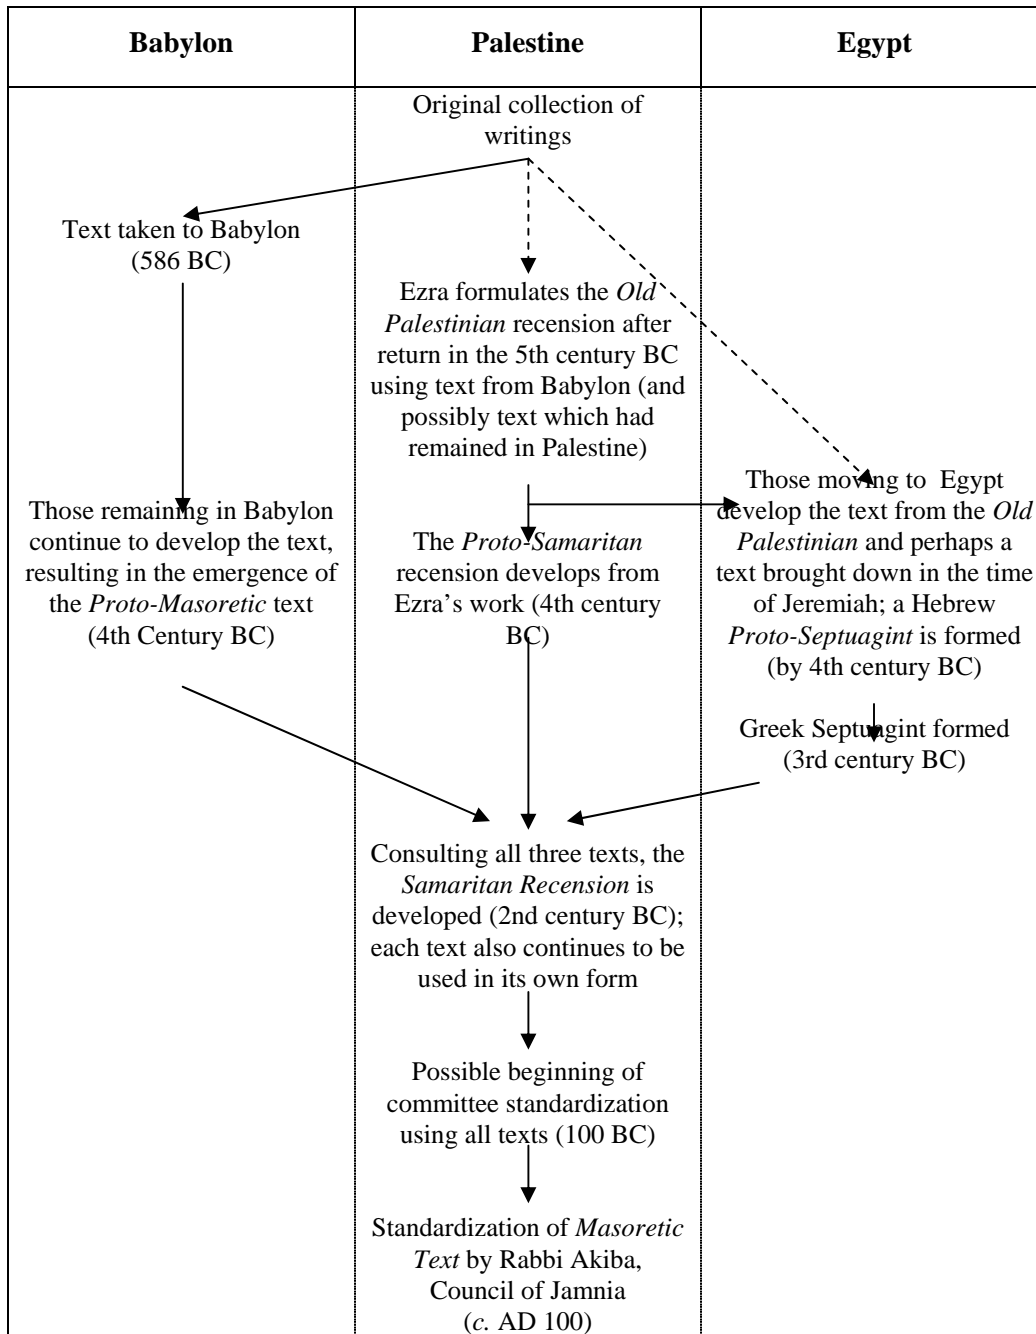 Babylon
Palestine
Egypt
Original collection of
writings
Text taken to Babylon
(586 BC)
Ezra formulates the Old
Palestinian recension after
return in the 5th century BC
using text from Babylon (and
possibly text which had
remained in Palestine)
Those remaining in Babylon
continue to develop the text,
resulting in the emergence of
the Proto-Masoretic text
(4th Century BC)
The Proto-Samaritan
recension develops from
Ezra's work (4th century
BC)
Those moving to Egypt
develop the text from the Old
Palestinian and perhaps a
text brought down in the time
of Jeremiah; a Hebrew
Proto-Septuagint is formed
(by 4th century BC)
Greek Septuagint formed
(3rd century BC)
Consulting all three texts, the
Samaritan Recension is
developed (2nd century BC);
each text also continues to be
used in its own form
Possible beginning of
committee standardization
using all texts (100 BC)
Standardization of Masoretic
Text by Rabbi Akiba,
Council of Jamnia
(c. AD 100)